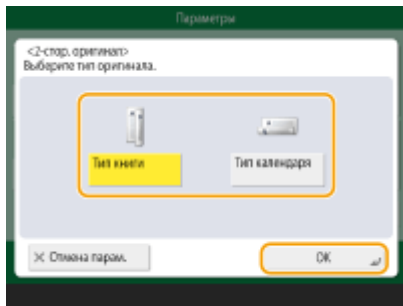 Параметры
<2-стор. оригинал>
Выберите тип оригинала.
Тип книги
Тип календаря
Отмена парам.
OK